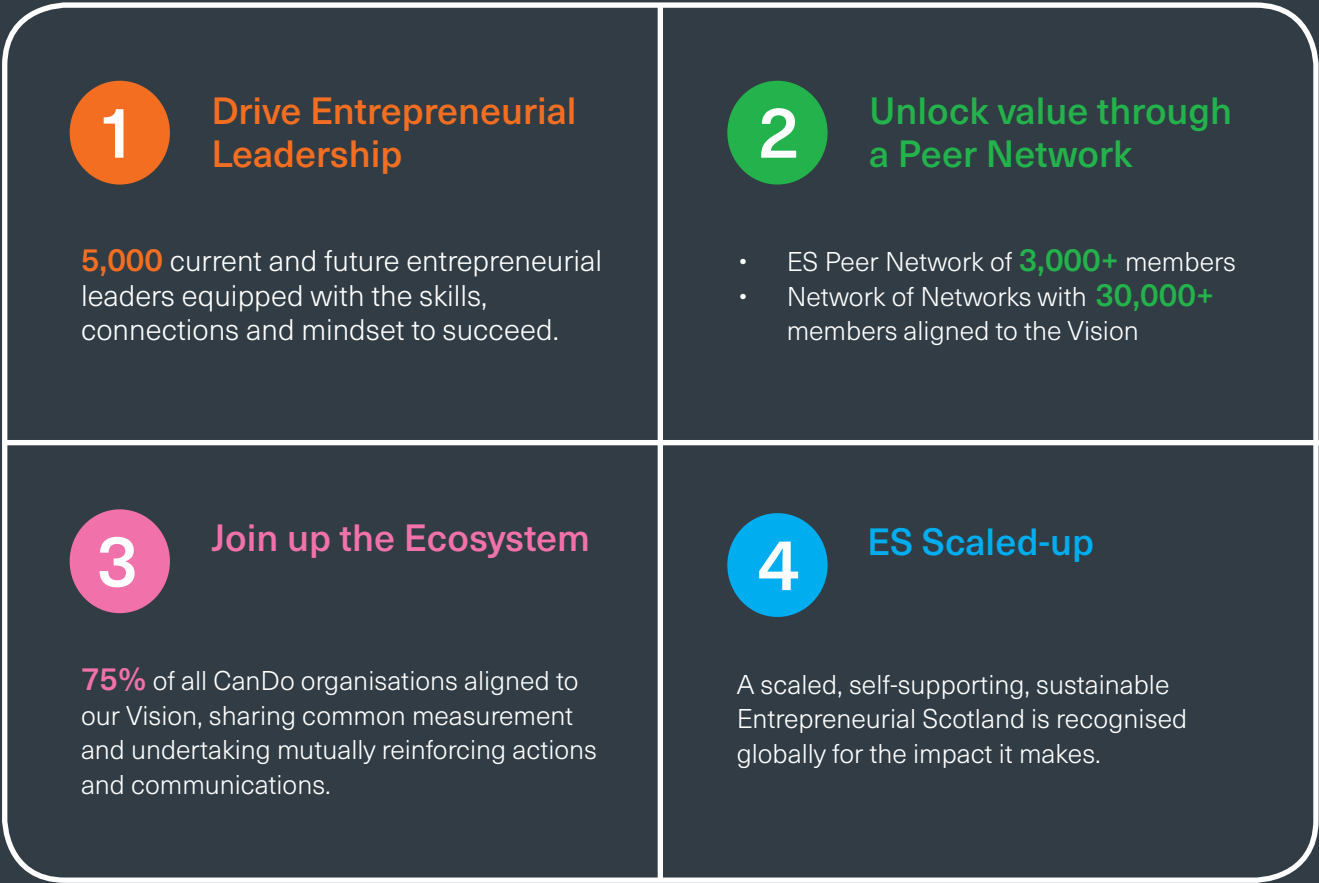 1
Drive Entrepreneurial
Leadership
5,000 current and future entrepreneurial
leaders equipped with the skills,
connections and mindset to succeed.
2
Unlock value through
a Peer Network
• ES Peer Network of 3,000+ members
• Network of Networks with 30,000+
members aligned to the Vision
3
Join up the Ecosystem
75% of all CanDo organisations aligned to
our Vision, sharing common measurement
and undertaking mutually reinforcing actions
and communications.
4
ES Scaled-up
A scaled, self-supporting, sustainable
Entrepreneurial Scotland is recognised
globally for the impact it makes.